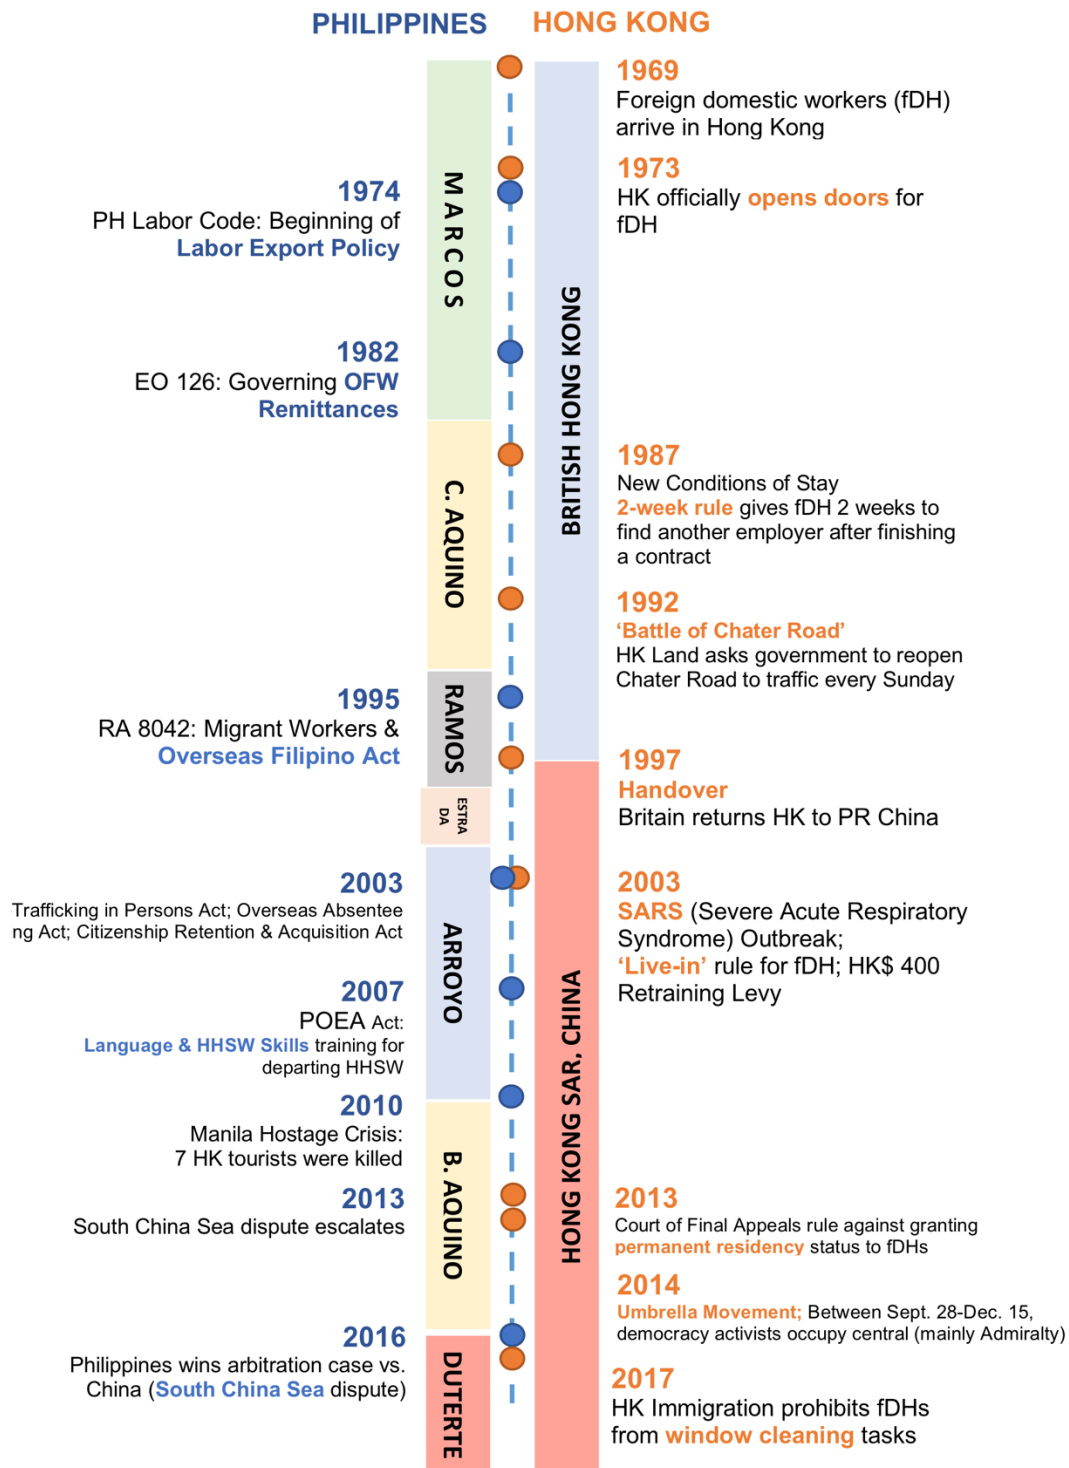 PHILIPPINES
HONG KONG
1969
Foreign domestic workers (fDH)
arrive in Hong Kong
1973
HK officially opens doors for
fDH
1974
PH Labor Code: Beginning of
Labor Export Policy
MARCOS
1982
EO 126: Governing OFW
Remittances
BRITISH HONG KONG
1987
New Conditions of Stay
2-week rule gives fDH 2 weeks to
find another employer after finishing
a contract
C. AQUINO
1992
‘Battle of Chater Road’
HK Land asks government to reopen
Chater Road to traffic every Sunday
1995
RA 8042: Migrant Workers &
Overseas Filipino Act
RAMOS
1997
Handover
Britain returns HK to PR China
ESTRA
DA
2003
Trafficking in Persons Act; Overseas Absentee
ng Act; Citizenship Retention & Acquisition Act
2003
SARS (Severe Acute Respiratory
Syndrome) Outbreak;
‘Live-in’ rule for fDH; HK$ 400
Retraining Levy
ARROYO
2007
POEA Act:
Language & HHSW Skills training for
departing HHSW
HONG KONG SAR, CHINA
2010
Manila Hostage Crisis:
7 HK tourists were killed
B. AQUINO
2013
South China Sea dispute escalates
2013
Court of Final Appeals rule against granting
permanent residency status to fDHs
2014
Umbrella Movement; Between Sept. 28-Dec. 15,
democracy activists occupy central (mainly Admiralty)
2016
Philippines wins arbitration case vs.
China (South China Sea dispute)
DUTERTE
2017
HK Immigration prohibits fDHs
from window cleaning tasks